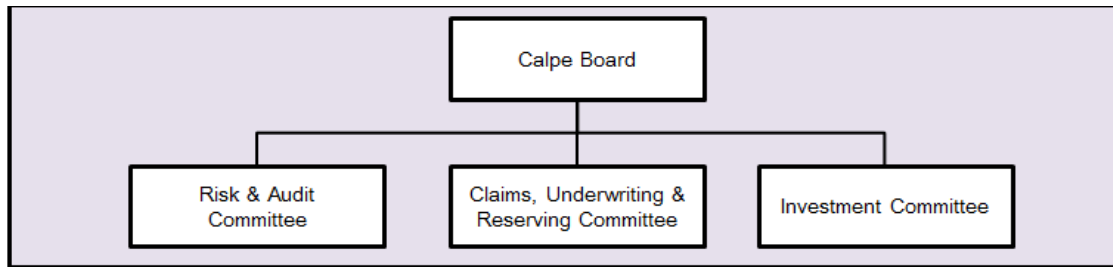 Calpe Board
Risk & Audit
Committee
Claims, Underwriting &
Reserving Committee
Investment Committee